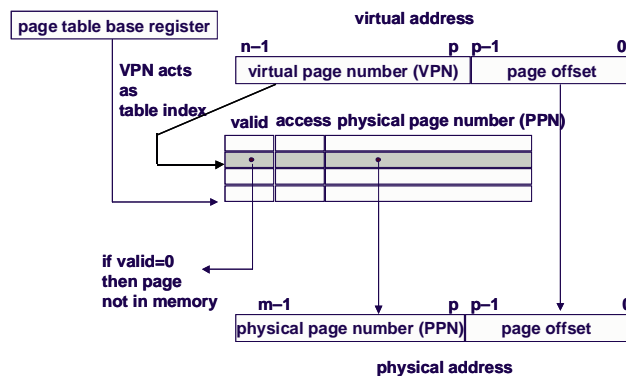 page table base register
virtual address
n–1 p p–1 0
virtual page number (VPN) page offset
VPN acts
as
table index
valid access physical page number (PPN)
if valid=0
then page
not in memory
m–1 p p–1 0
physical page number (PPN) page offset
physical address